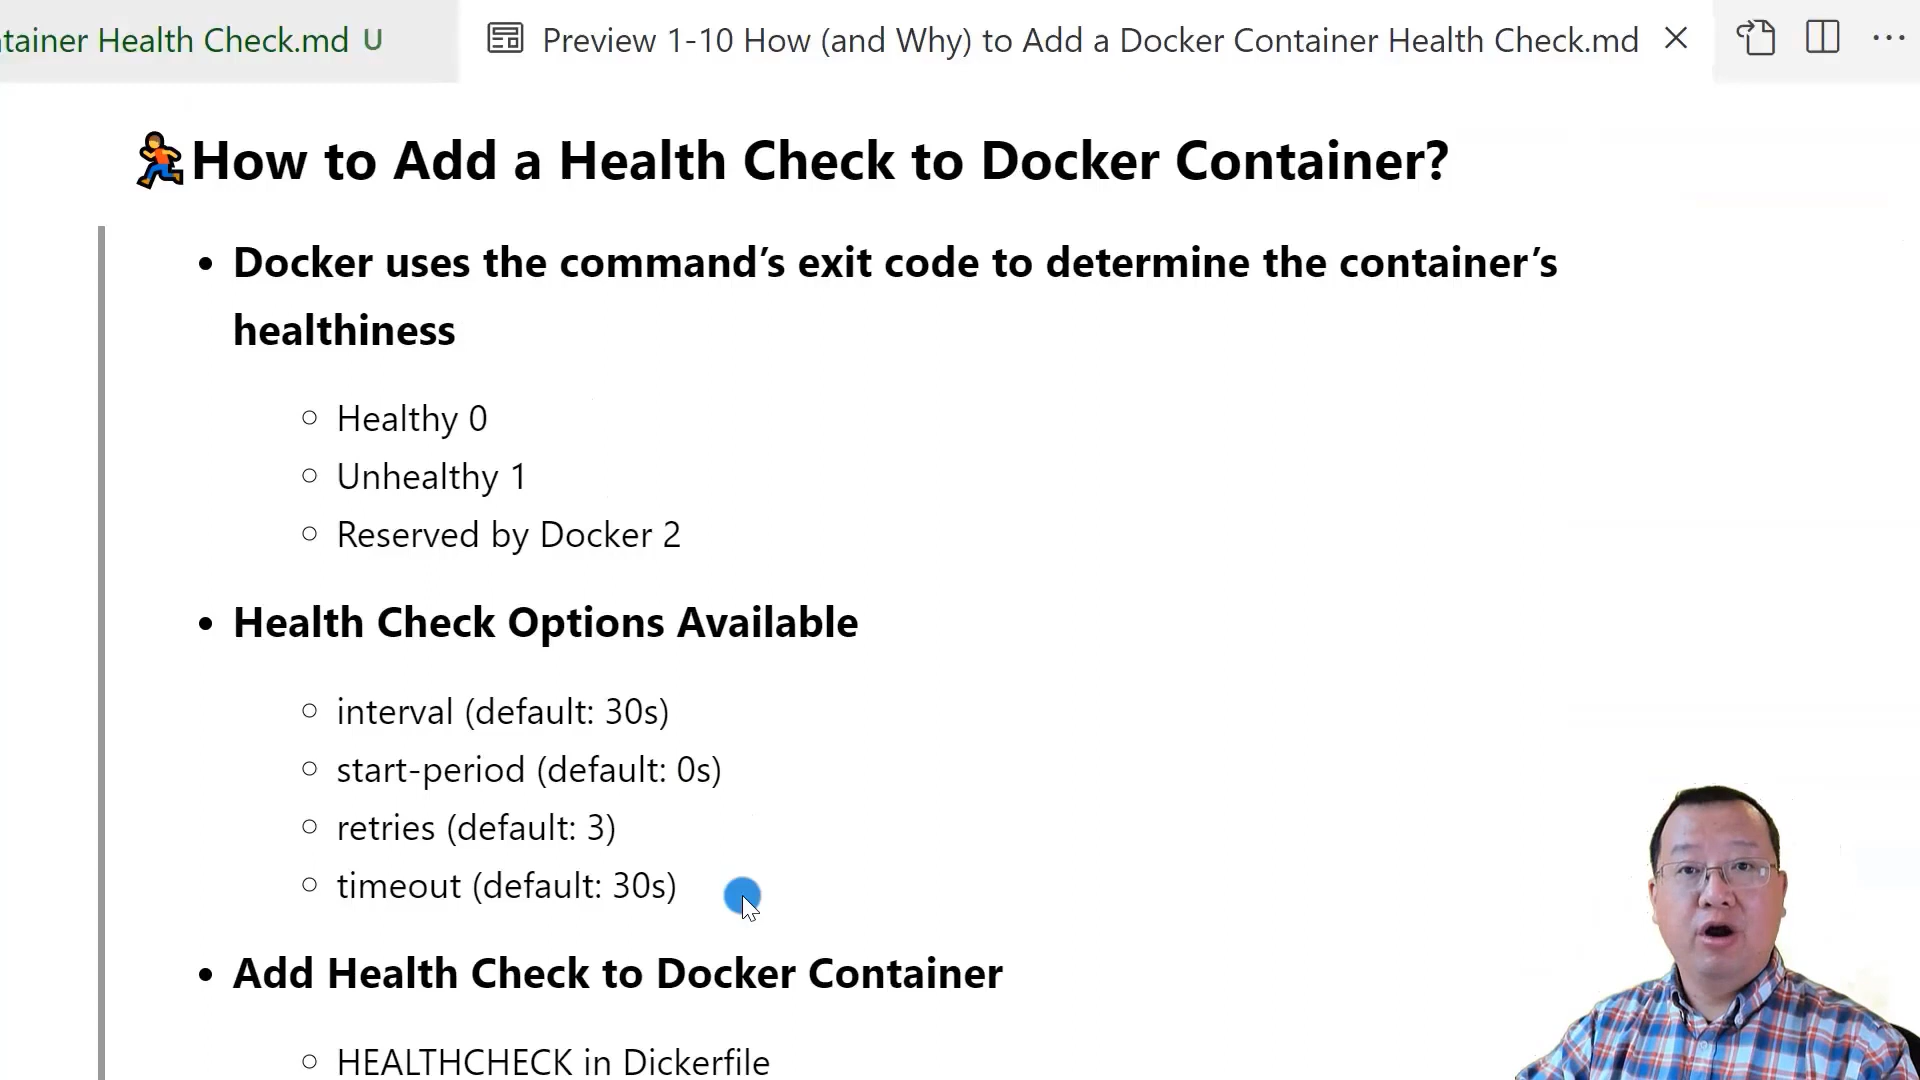 tainer Health Check.md U
Preview 1-10 How (and Why) to Add a Docker Container Health Check.md
How to Add a Health Check to Docker Container?
Docker uses the command’s exit code to determine the container’s
healthiness
Healthy 0
Unhealthy 1
Reserved by Docker 2
Health Check Options Available
interval (default: 30s)
start-period (default: 0s)
retries (default: 3)
timeout (default: 30s)
Add Health Check to Docker Container
HEALTHCHECK in Dickerfile